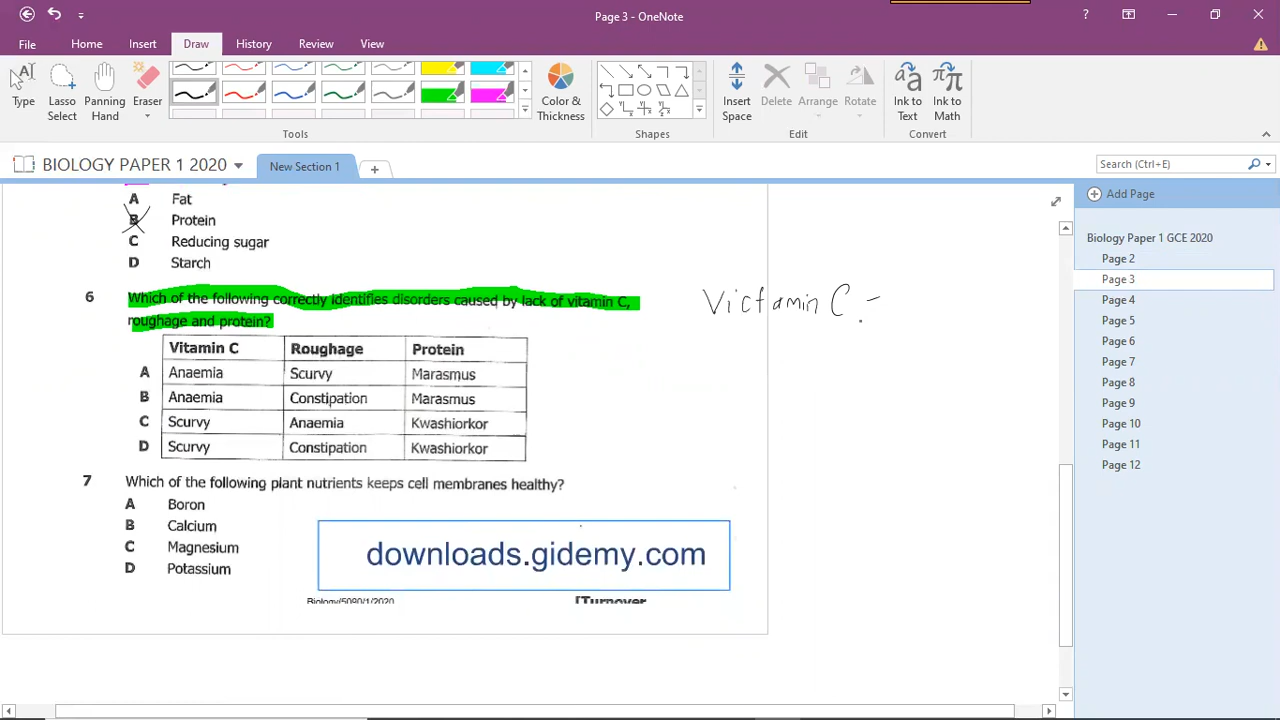 Page 3 - OneNote
File
Home
Insert
Draw
History
Review
View
Type
Lasso Select
Panning Hand
Eraser
Color & Thickness
Insert Space
Delete
Arrange
Rotate
Ink to Text
Ink to Math
Tools
Shapes
Edit
Convert
BIOLOGY PAPER 1 2020
New Section 1
Search (Ctrl+E)
A Fat
B Protein
C Reducing sugar
D Starch
6 Which of the following correctly identifies disorders caused by lack of vitamin C,
roughage and protein?
Vitamin C Roughage Protein
A Anaemia Scurvy Marasmus
B Anaemia Constipation Marasmus
C Scurvy Anaemia Kwashiorkor
D Scurvy Constipation Kwashiorkor
7 Which of the following plant nutrients keeps cell membranes healthy?
A Boron
B Calcium
C Magnesium
D Potassium
downloads.gidemy.com
Biology/5090/1/2020 [Turnover
Victamin C -
Add Page
Biology Paper 1 GCE 2020
Page 2
Page 3
Page 4
Page 5
Page 6
Page 7
Page 8
Page 9
Page 10
Page 11
Page 12